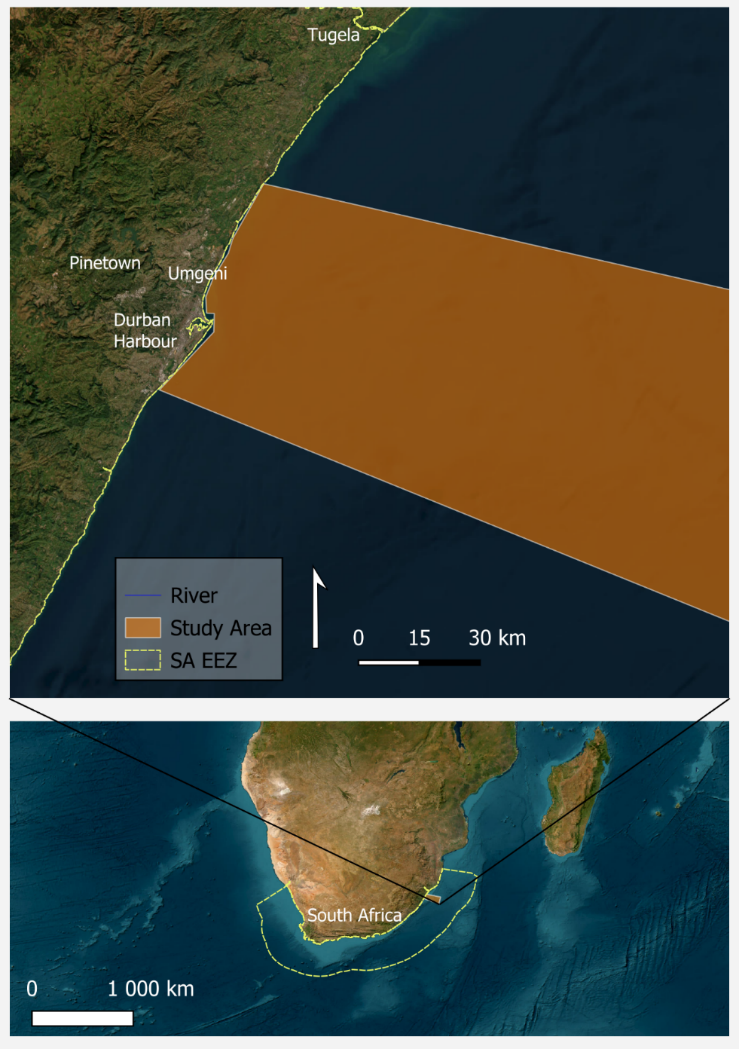 Tugela
Pinetown
Umgeni
Durban
Harbour
River
Study Area
SA EEZ
0 15 30 km
South Africa
0 1 000 km